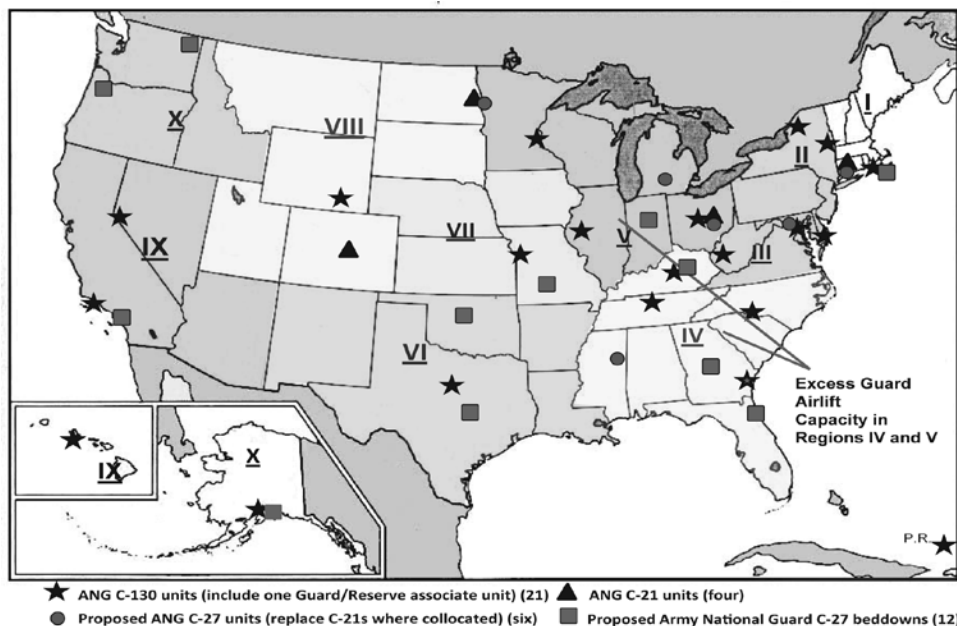 I
X
VIII
II
VII
V
IX
III
VI
IV
Excess Guard
Airlift
Capacity in
Regions IV and V
X
IX
P.R.
ANG C-130 units (include one Guard/Reserve associate unit) (21)
ANG C-21 units (four)
Proposed ANG C-27 units (replace C-21s where collocated) (six)
Proposed Army National Guard C-27 beddowns (12)